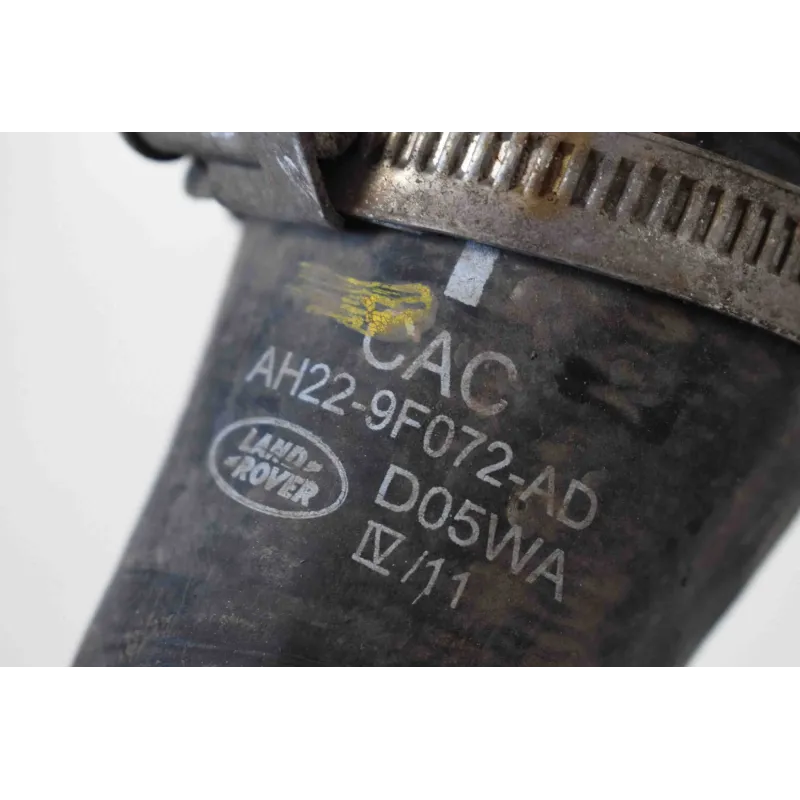 CAC
AH22-9F072-AD
LAND
ROVER
D05WA
IV/11